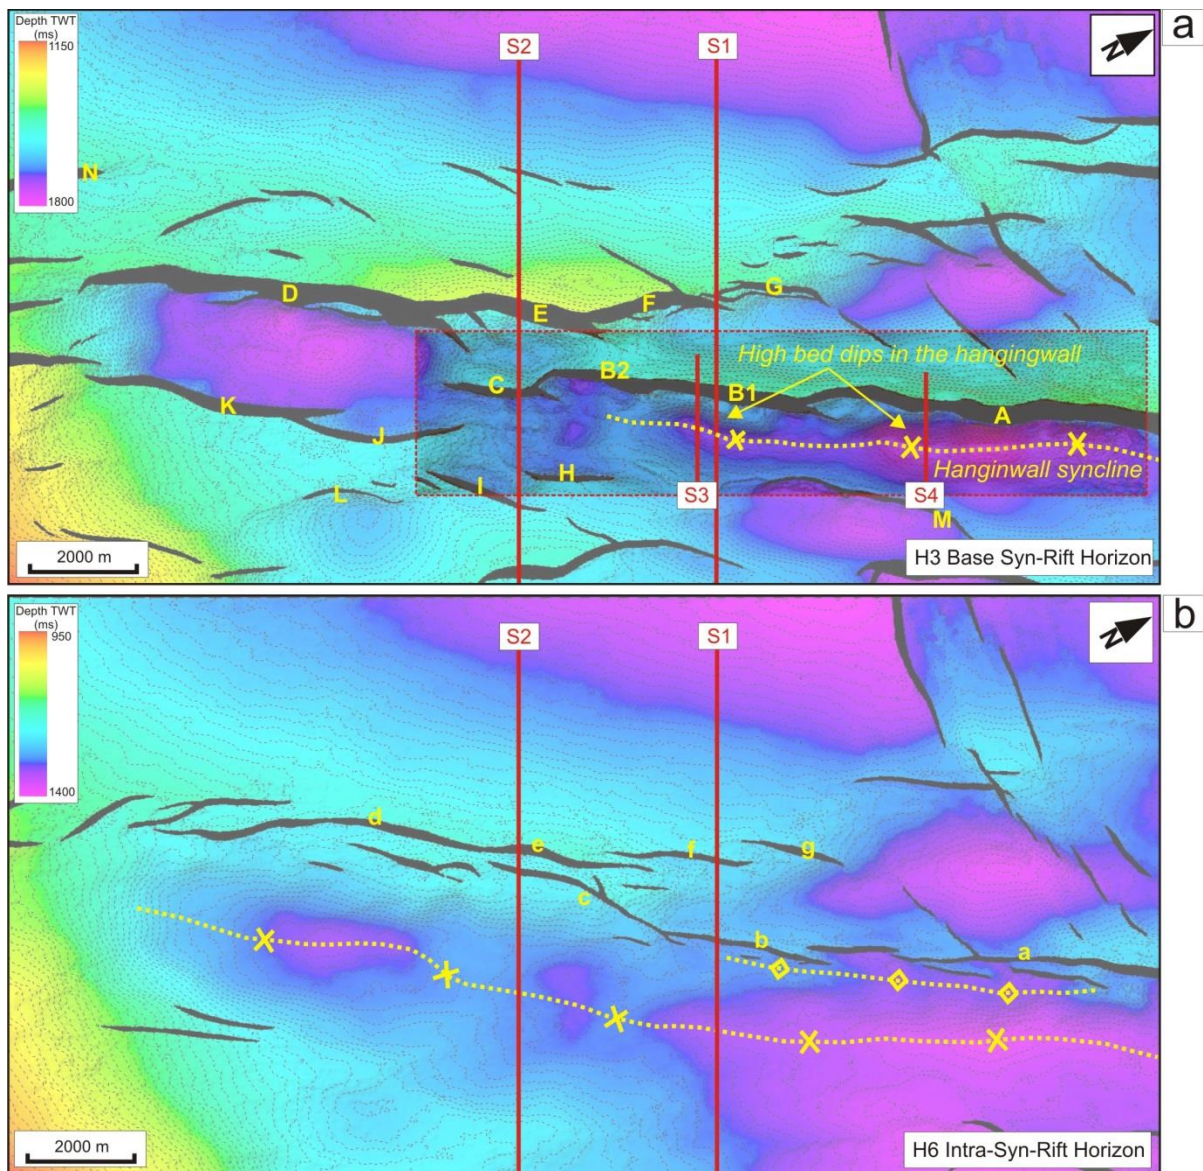 a
Depth TWT
(ms)
1150
1800
S2
S1
N
N
D
E
F
G
High bed dips in the hangingwall
B2
B1
C
A
K
J
Hanginwall syncline
L
I
H
S3
S4
M
2000 m
H3 Base Syn-Rift Horizon
b
Depth TWT
(ms)
950
1400
S2
S1
N
d
e
f
g
c
b
a
2000 m
H6 Intra-Syn-Rift Horizon